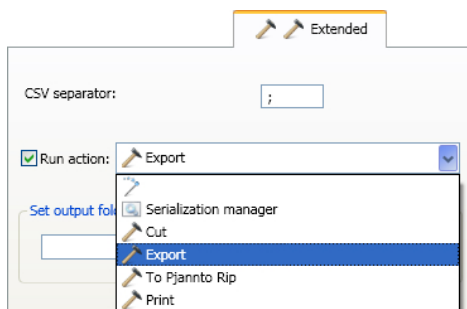 Extended
CSV separator:
;
Run action:
Export
Serialization manager
Set output fol
Cut
Export
To Pjannto Rip
Print